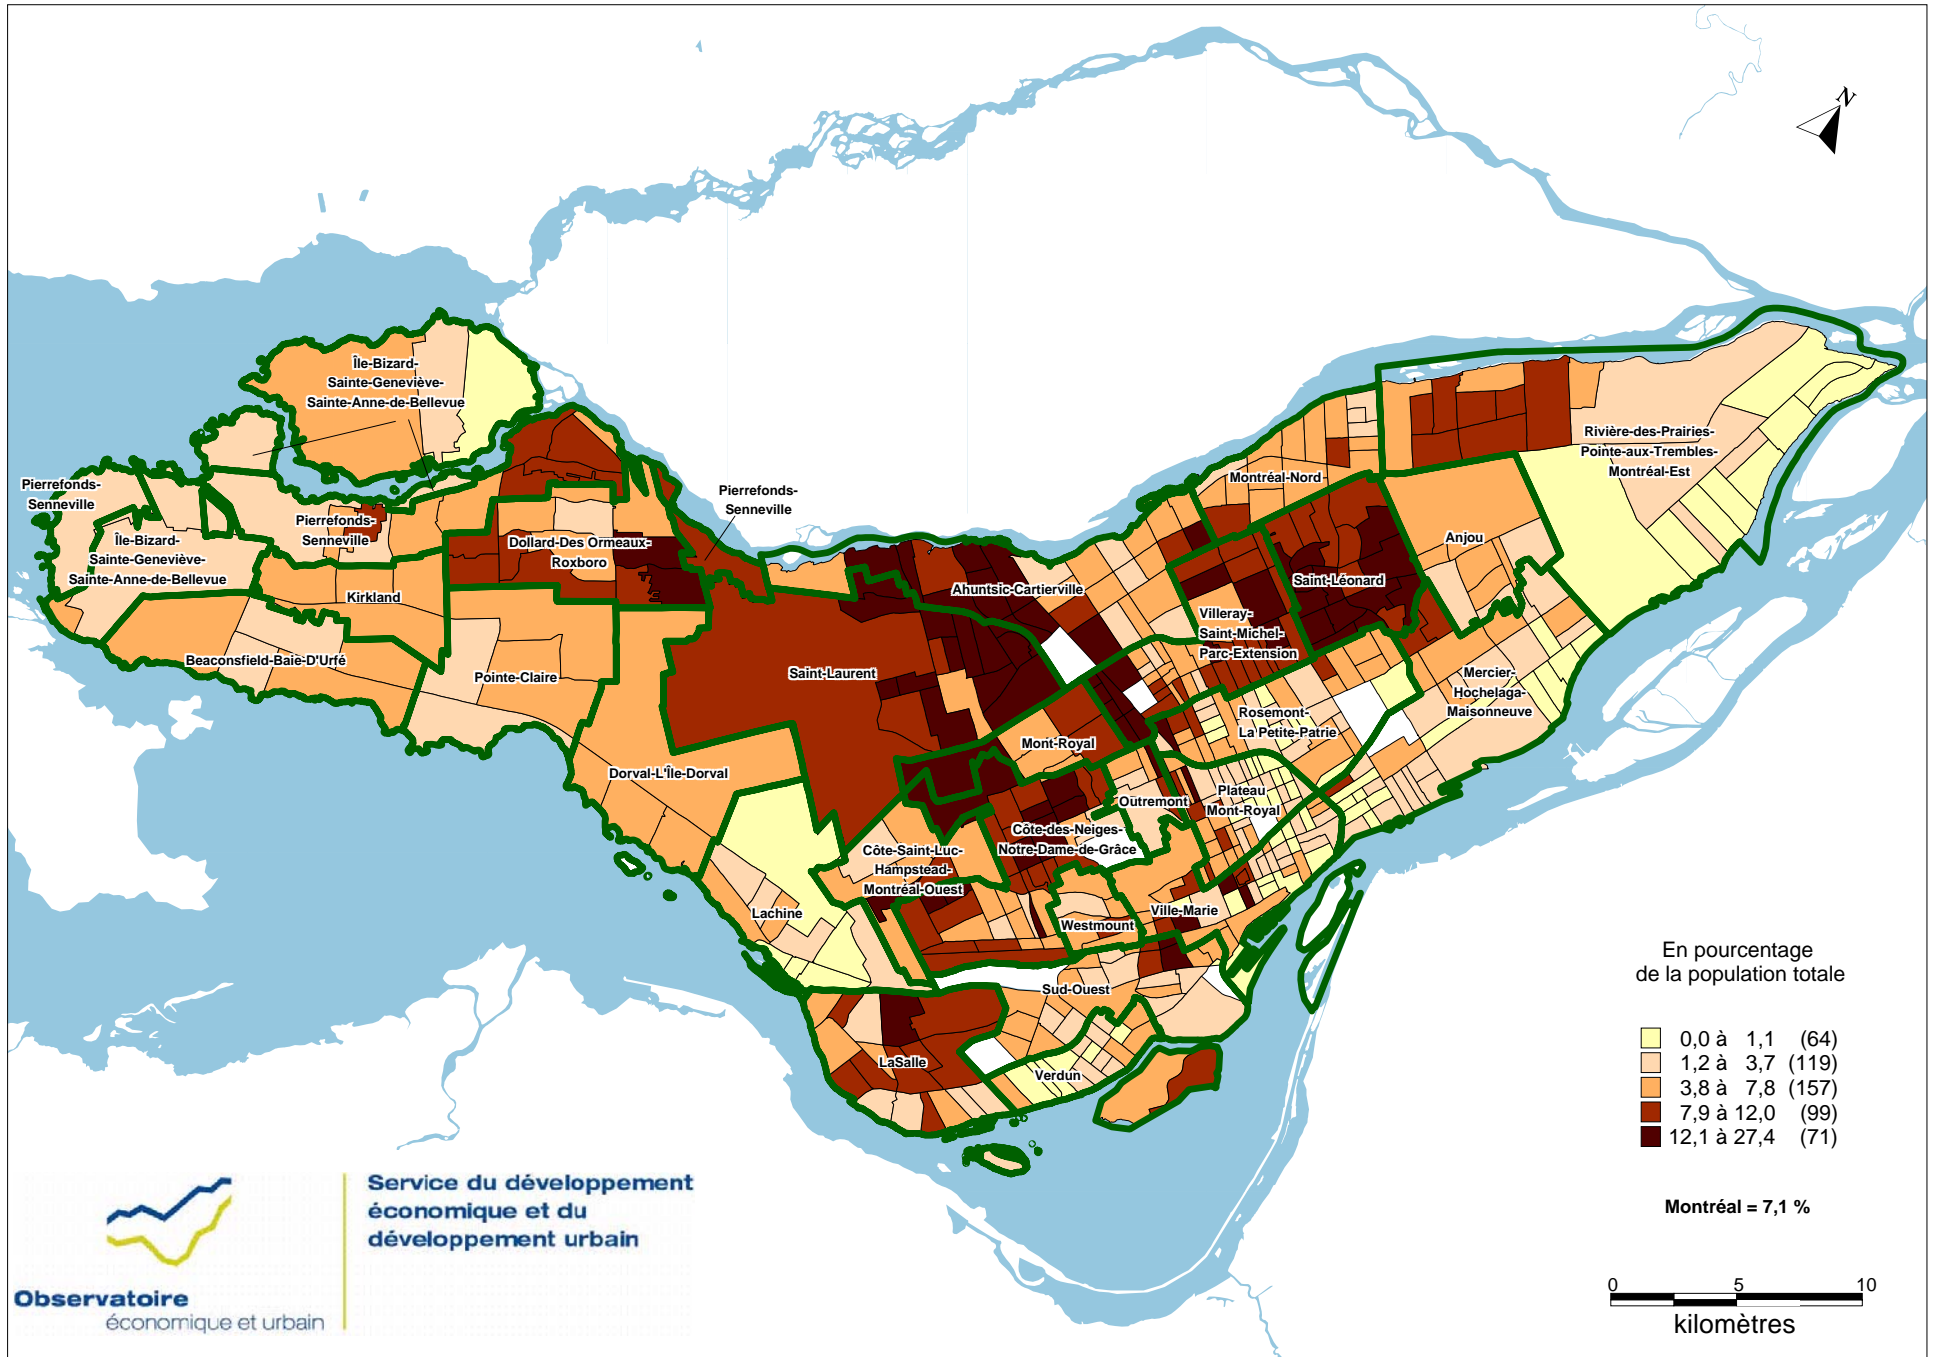 N
Île-Bizard-
Sainte-Geneviève-
Sainte-Anne-de-Bellevue
Pierrefonds-
Senneville
Pierrefonds-
Senneville
Île-Bizard-
Sainte-Geneviève-
Sainte-Anne-de-Bellevue
Pierrefonds-
Senneville
Dollard-Des Ormeaux-
Roxboro
Kirkland
Beaconsfield-Baie-D'Urfé
Pointe-Claire
Dorval-L'Île-Dorval
Saint-Laurent
Ahuntsic-Cartierville
Montréal-Nord
Rivière-des-Prairies-
Pointe-aux-Trembles-
Montréal-Est
Anjou
Saint-Léonard
Villeray-
Saint-Michel-
Parc-Extension
Mercier-
Hochelaga-
Maisonneuve
Rosemont-
La Petite-Patrie
Mont-Royal
Outremont
Plateau
Mont-Royal
Côte-des-Neiges-
Notre-Dame-de-Grâce
Côte-Saint-Luc-
Hampstead-
Montréal-Ouest
Lachine
Westmount
Ville-Marie
Sud-Ouest
LaSalle
Verdun
En pourcentage
de la population totale
0,0 à 1,1 (64)
1,2 à 3,7 (119)
3,8 à 7,8 (157)
7,9 à 12,0 (99)
12,1 à 27,4 (71)
Montréal = 7,1 %
0 5 10
kilomètres
Service du développement
économique et du
développement urbain
Observatoire
économique et urbain